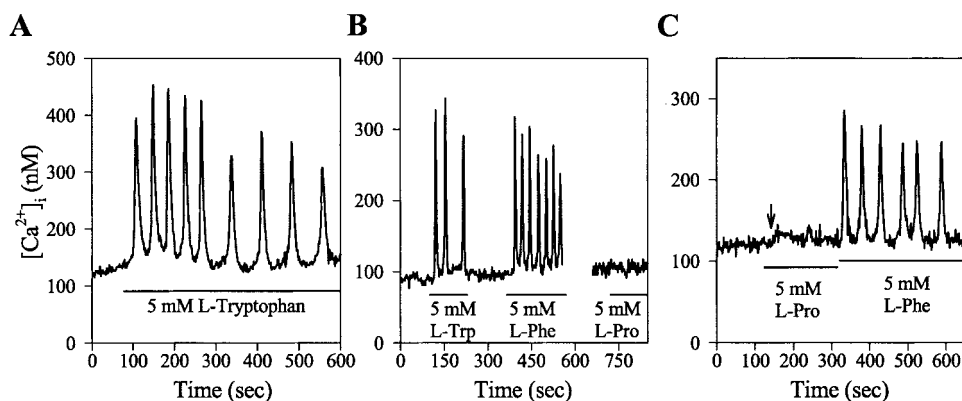 A
500
400
300
200
100
0
[Ca²⁺]ᵢ (nM)
5 mM L-Tryptophan
0 100 200 300 400 500 600
Time (sec)
B
400
300
200
100
0
5 mM
L-Trp
5 mM
L-Phe
5 mM
L-Pro
0 150 300 450 600 750
Time (sec)
C
300
200
100
0
5 mM
L-Pro
5 mM
L-Phe
0 100 200 300 400 500 600
Time (sec)